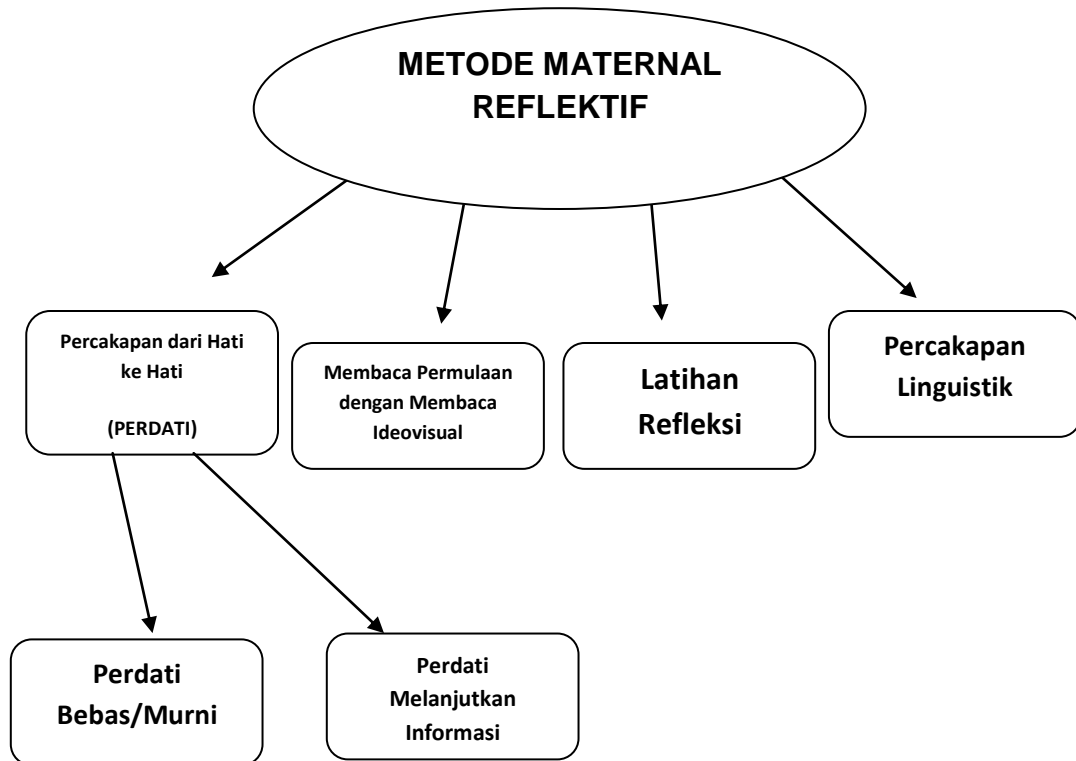 METODE MATERNAL
REFLEKTIF
Percakapan dari Hati
ke Hati
(PERDATI)
Membaca Permulaan
dengan Membaca
Ideovisual
Latihan
Refleksi
Percakapan
Linguistik
Perdati
Bebas/Murni
Perdati
Melanjutkan
Informasi